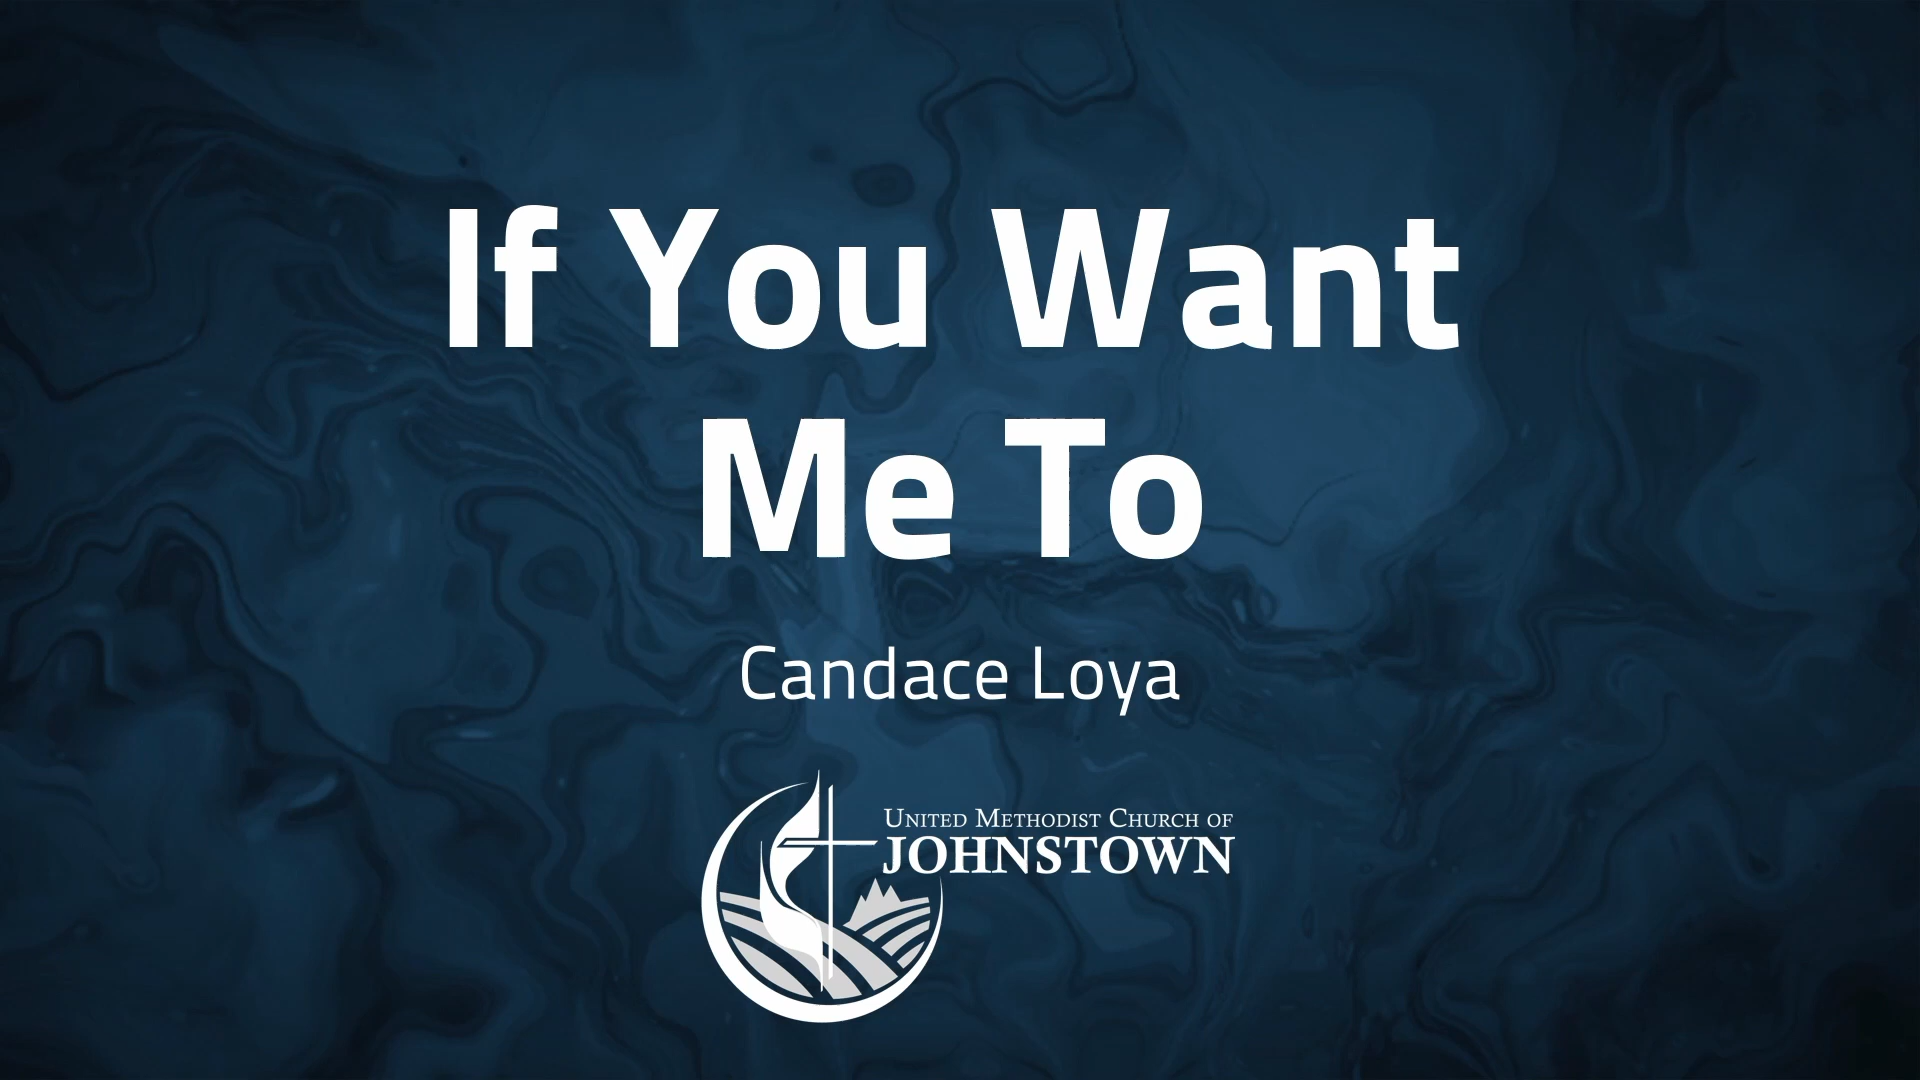 If You Want
Me To
Candace Loya
UNITED METHODIST CHURCH OF
JOHNSTOWN